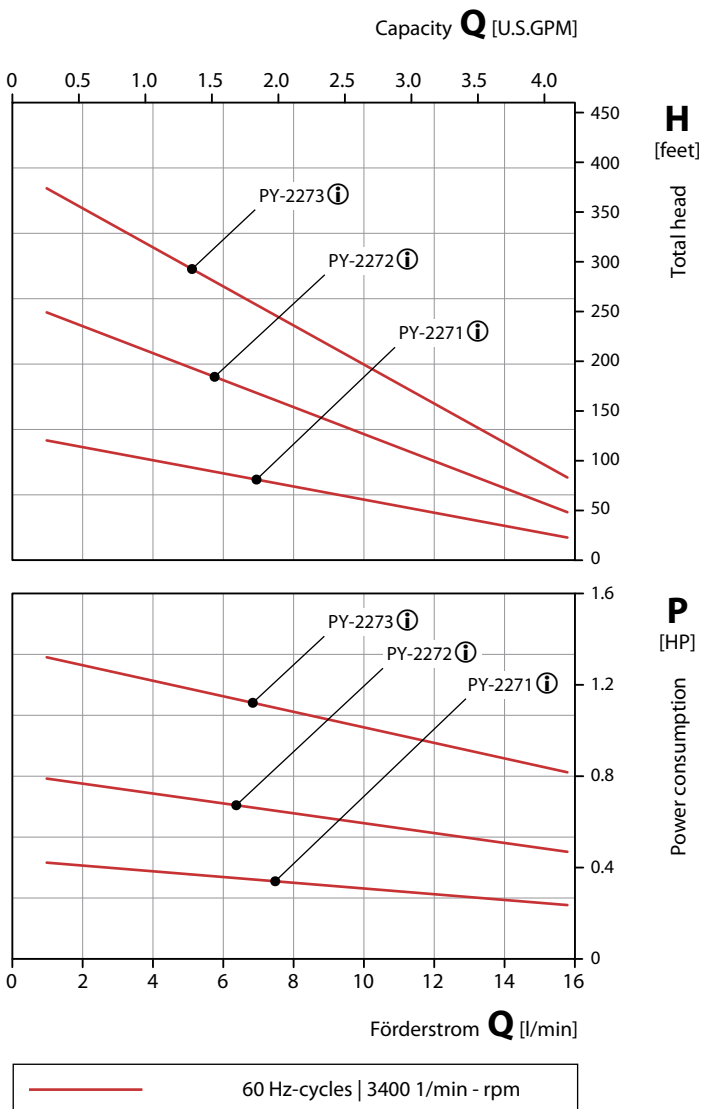 Capacity Q [U.S.GPM]
0 0.5 1.0 1.5 2.0 2.5 3.0 3.5 4.0
450
400
350
300
250
200
150
100
50
0
H
[feet]
Total head
PY-2273 i
PY-2272 i
PY-2271 i
1.6
1.2
0.8
0.4
0
P
[HP]
Power consumption
PY-2273 i
PY-2272 i
PY-2271 i
0 2 4 6 8 10 12 14 16
Förderstrom Q [l/min]
60 Hz-cycles | 3400 1/min - rpm